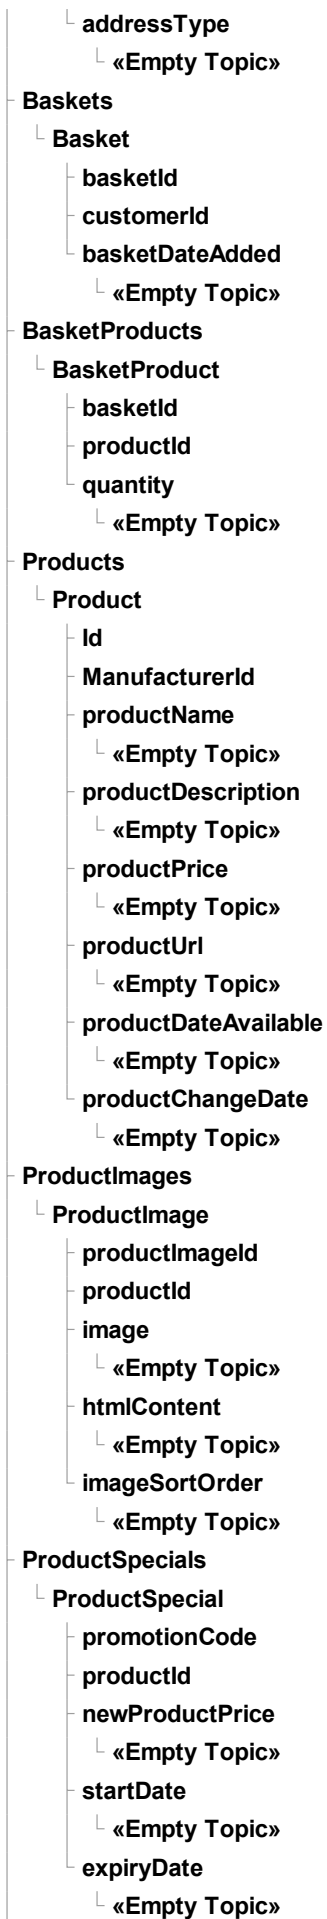 addressType
«Empty Topic»
Baskets
Basket
basketId
customerId
basketDateAdded
«Empty Topic»
BasketProducts
BasketProduct
basketId
productId
quantity
«Empty Topic»
Products
Product
Id
ManufacturerId
productName
«Empty Topic»
productDescription
«Empty Topic»
productPrice
«Empty Topic»
productUrl
«Empty Topic»
productDateAvailable
«Empty Topic»
productChangeDate
«Empty Topic»
ProductImages
ProductImage
productImageId
productId
image
«Empty Topic»
htmlContent
«Empty Topic»
imageSortOrder
«Empty Topic»
ProductSpecials
ProductSpecial
promotionCode
productId
newProductPrice
«Empty Topic»
startDate
«Empty Topic»
expiryDate
«Empty Topic»